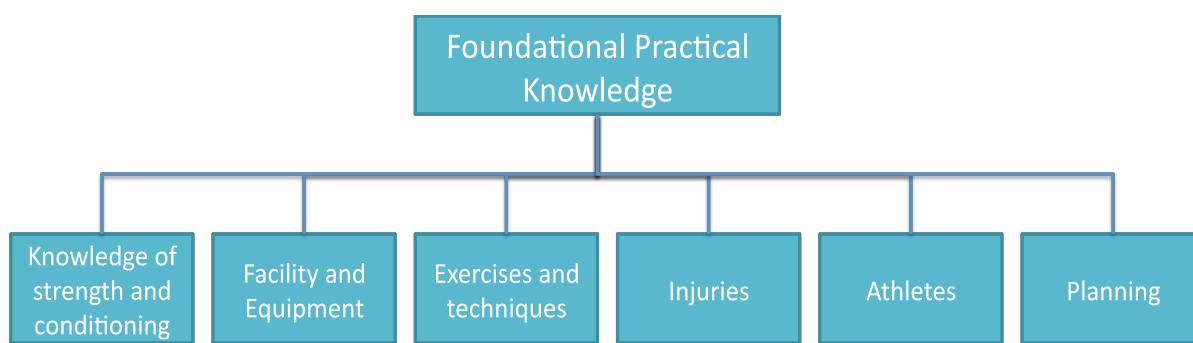 Foundational Practical
Knowledge
Knowledge of
strength and
conditioning
Facility and
Equipment
Exercises and
techniques
Injuries
Athletes
Planning